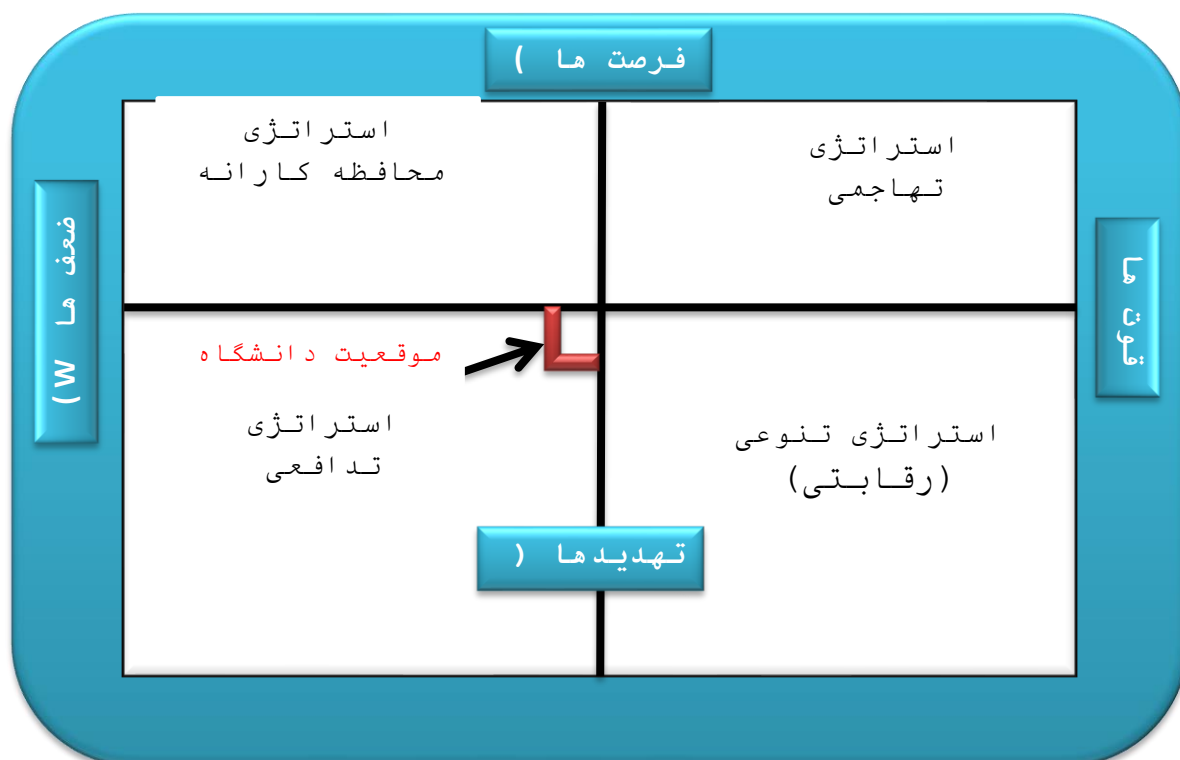 فرصت ها (
استراتژی
تهاجمی
استراتژی
محافظه کارانه
قوت ها
ضعف ها W)
موقعیت دانشگاه
استراتژی تنوعی
(رقابتی)
استراتژی
تدافعی
تهدیدها )